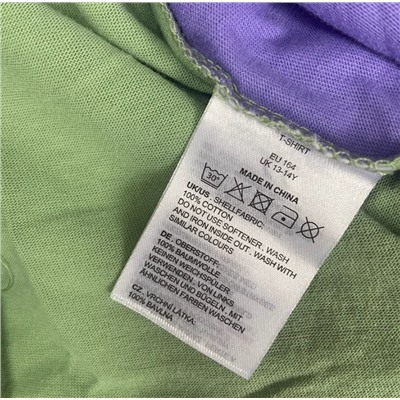 T-SHIRT
EU 164
UK 13-14Y
MADE IN CHINA
30°
UK/US : SHELLFABRIC:
100% COTTON
DO NOT USE SOFTENER . WASH
AND IRON INSIDE OUT . WASH WITH
SIMILAR COLOURS
DE . OBERSTOFF:
100% BAUMWOLLE
KEINEN WEICHSPÜLER
VERWENDEN. VON LINKS
WASCHEN UND BÜGELN . MIT
ÄHNLICHEN FARBEN WASCHEN
CZ. VRCHNÍ LÁTKA:
100% BAVLNA